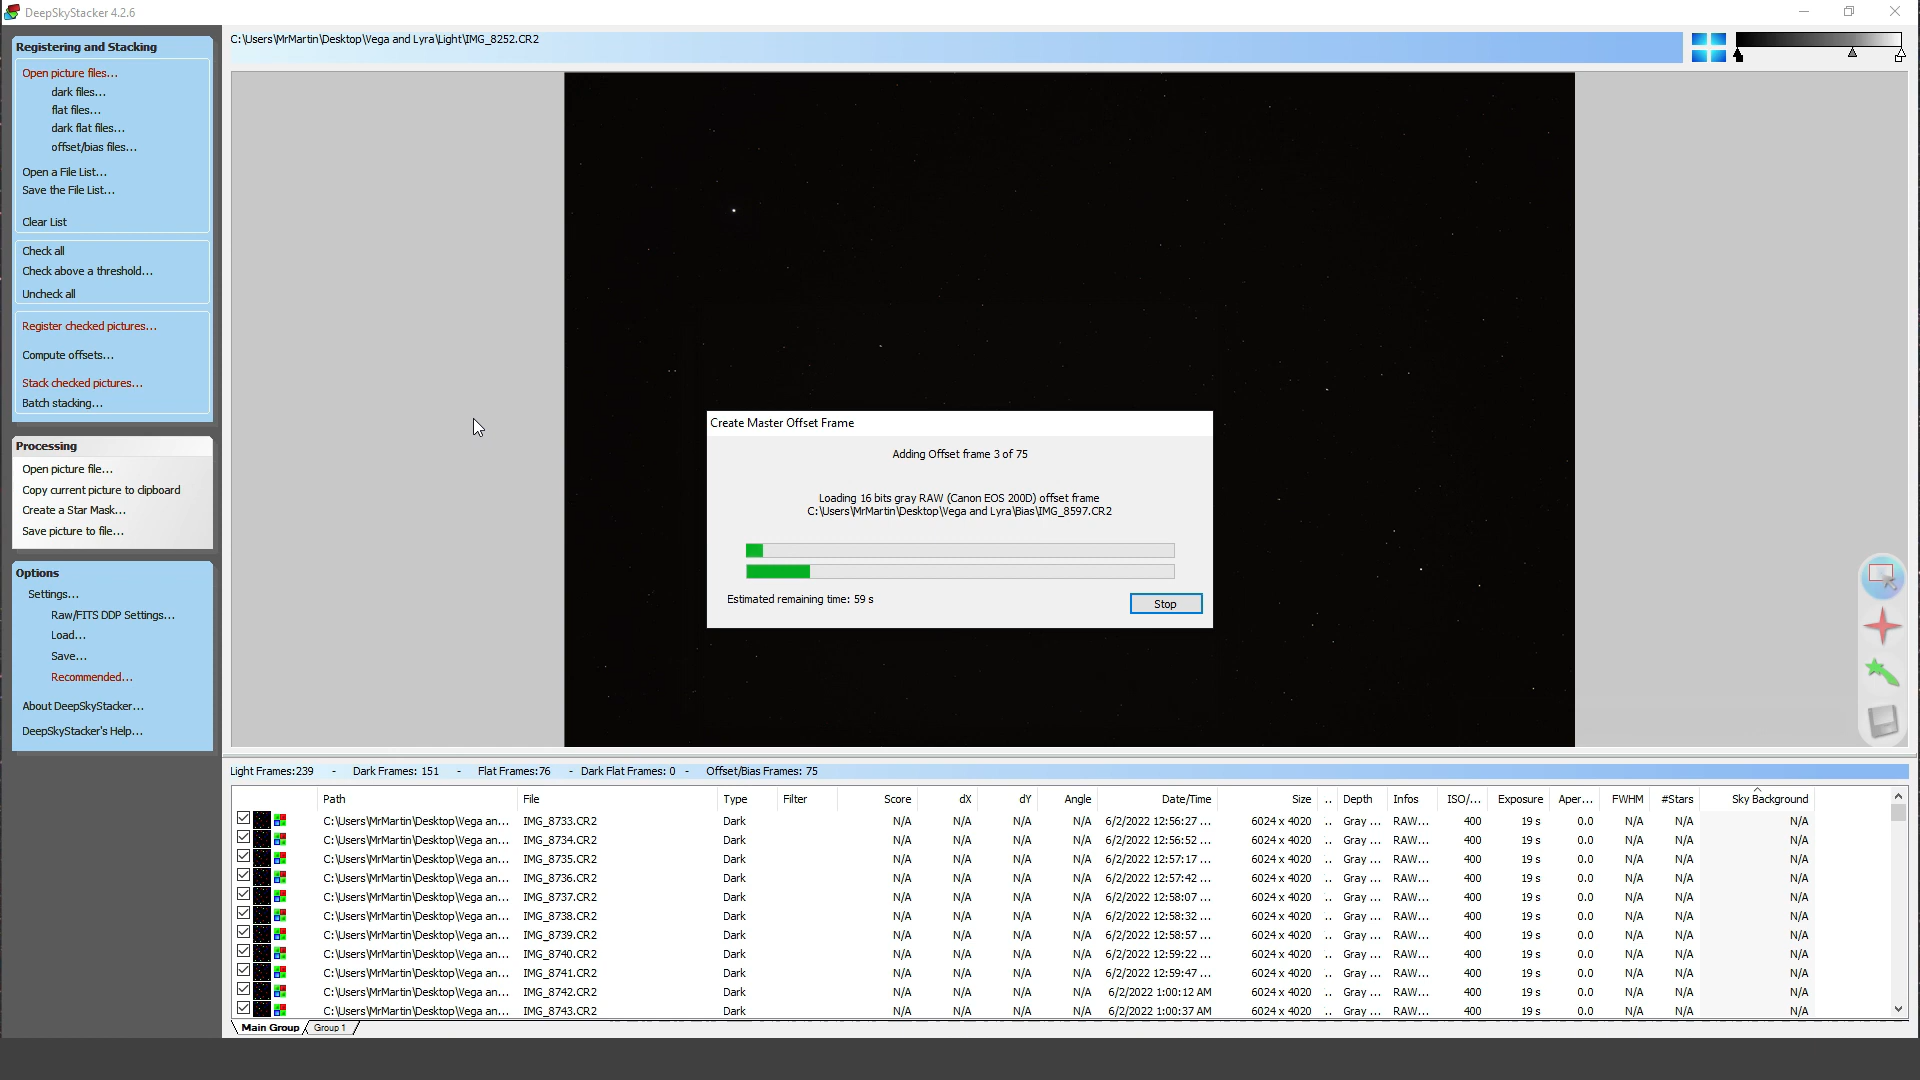 DeepSkyStacker 4.2.6
Registering and Stacking
Open picture files...
dark files...
flat files...
dark flat files...
offset/bias files...
Open a File List...
Save the File List...
Clear List
Check all
Check above a threshold...
Uncheck all
Register checked pictures...
Compute offsets...
Stack checked pictures...
Batch stacking...
Processing
Open picture file...
Copy current picture to clipboard
Create a Star Mask...
Save picture to file...
Options
Settings...
Raw/FITS DDP Settings...
Load...
Save...
Recommended...
About DeepSkyStacker...
DeepSkyStacker's Help...
C:\Users\MrMartin\Desktop\Vega and Lyra\Light\IMG_8252.CR2
Create Master Offset Frame
Adding Offset frame 3 of 75
Loading 16 bits gray RAW (Canon EOS 200D) offset frame
C:\Users\MrMartin\Desktop\Vega and Lyra\Bias\IMG_8597.CR2
Estimated remaining time: 59 s
Stop
Light Frames:239 - Dark Frames: 151 - Flat Frames:76 - Dark Flat Frames: 0 - Offset/Bias Frames: 75
Path File Type Filter Score dX dY Angle Date/Time Size .. Depth Infos ISO/... Exposure Aper... FWHM #Stars Sky Background
C:\Users\MrMartin\Desktop\Vega an... IMG_8733.CR2 Dark N/A N/A N/A N/A 6/2/2022 12:56:27 ... 6024 x 4020 .. Gray ... RAW... 400 19 s 0.0 N/A N/A N/A
C:\Users\MrMartin\Desktop\Vega an... IMG_8734.CR2 Dark N/A N/A N/A N/A 6/2/2022 12:56:52 ... 6024 x 4020 .. Gray ... RAW... 400 19 s 0.0 N/A N/A N/A
C:\Users\MrMartin\Desktop\Vega an... IMG_8735.CR2 Dark N/A N/A N/A N/A 6/2/2022 12:57:17 ... 6024 x 4020 .. Gray ... RAW... 400 19 s 0.0 N/A N/A N/A
C:\Users\MrMartin\Desktop\Vega an... IMG_8736.CR2 Dark N/A N/A N/A N/A 6/2/2022 12:57:42 ... 6024 x 4020 .. Gray ... RAW... 400 19 s 0.0 N/A N/A N/A
C:\Users\MrMartin\Desktop\Vega an... IMG_8737.CR2 Dark N/A N/A N/A N/A 6/2/2022 12:58:07 ... 6024 x 4020 .. Gray ... RAW... 400 19 s 0.0 N/A N/A N/A
C:\Users\MrMartin\Desktop\Vega an... IMG_8738.CR2 Dark N/A N/A N/A N/A 6/2/2022 12:58:32 ... 6024 x 4020 .. Gray ... RAW... 400 19 s 0.0 N/A N/A N/A
C:\Users\MrMartin\Desktop\Vega an... IMG_8739.CR2 Dark N/A N/A N/A N/A 6/2/2022 12:58:57 ... 6024 x 4020 .. Gray ... RAW... 400 19 s 0.0 N/A N/A N/A
C:\Users\MrMartin\Desktop\Vega an... IMG_8740.CR2 Dark N/A N/A N/A N/A 6/2/2022 12:59:22 ... 6024 x 4020 .. Gray ... RAW... 400 19 s 0.0 N/A N/A N/A
C:\Users\MrMartin\Desktop\Vega an... IMG_8741.CR2 Dark N/A N/A N/A N/A 6/2/2022 12:59:47 ... 6024 x 4020 .. Gray ... RAW... 400 19 s 0.0 N/A N/A N/A
C:\Users\MrMartin\Desktop\Vega an... IMG_8742.CR2 Dark N/A N/A N/A N/A 6/2/2022 1:00:12 AM 6024 x 4020 .. Gray ... RAW... 400 19 s 0.0 N/A N/A N/A
C:\Users\MrMartin\Desktop\Vega an... IMG_8743.CR2 Dark N/A N/A N/A N/A 6/2/2022 1:00:37 AM 6024 x 4020 .. Gray ... RAW... 400 19 s 0.0 N/A N/A N/A
Main Group Group 1